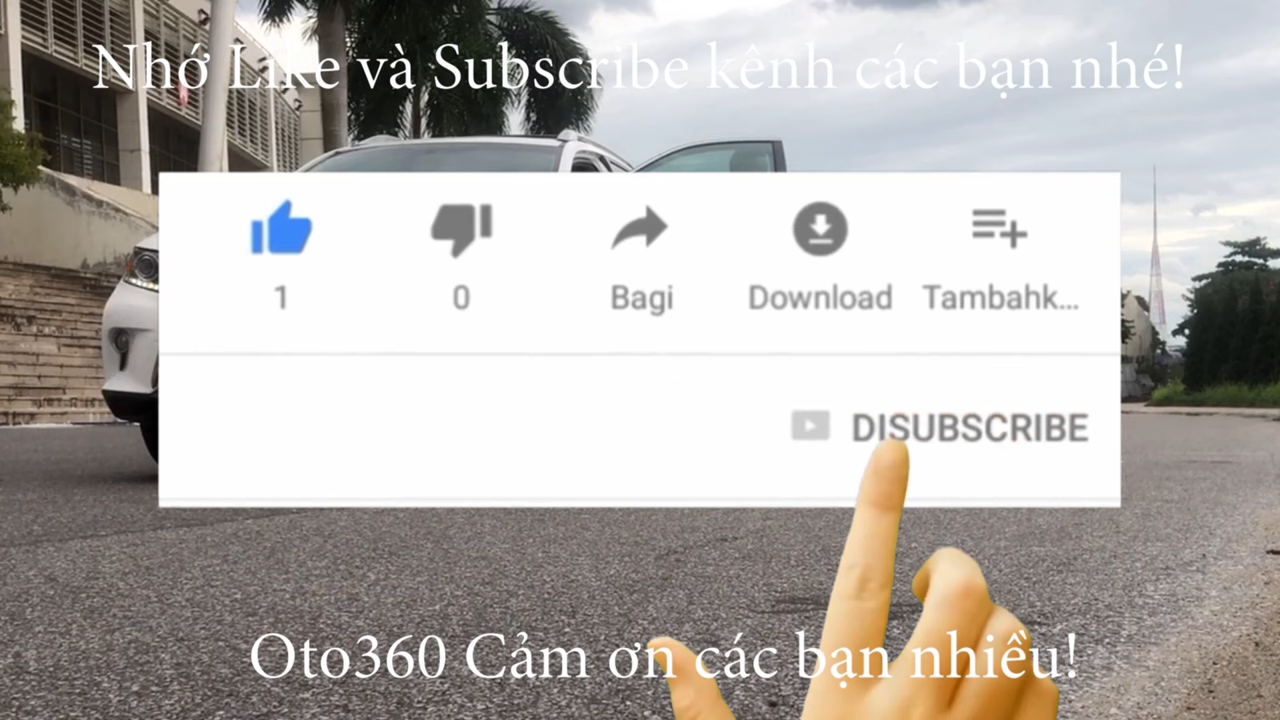 Nhớ Like và Subscribe kênh các bạn nhé!
1 0 Bagi Download Tambahk...
DISUBSCRIBE
Oto360 Cảm ơn các bạn nhiều!